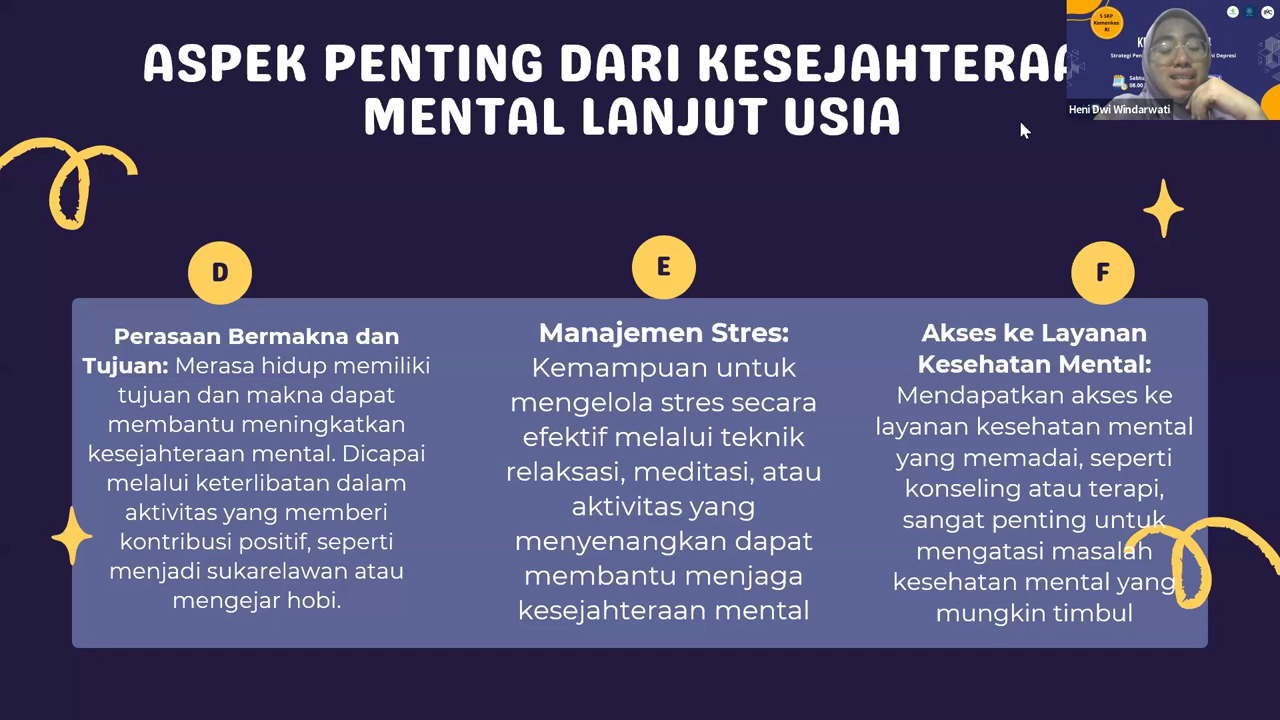 ASPEK PENTING DARI KESEJAHTERAA
MENTAL LANJUT USIA
5 SKP
Kemenkes
RI
Heni Dwi Windarwati
D
Perasaan Bermakna dan
Tujuan: Merasa hidup memiliki
tujuan dan makna dapat
membantu meningkatkan
kesejahteraan mental. Dicapai
melalui keterlibatan dalam
aktivitas yang memberi
kontribusi positif, seperti
menjadi sukarelawan atau
mengejar hobi.
E
Manajemen Stres:
Kemampuan untuk
mengelola stres secara
efektif melalui teknik
relaksasi, meditasi, atau
aktivitas yang
menyenangkan dapat
membantu menjaga
kesejahteraan mental
F
Akses ke Layanan
Kesehatan Mental:
Mendapatkan akses ke
layanan kesehatan mental
yang memadai, seperti
konseling atau terapi,
sangat penting untuk
mengatasi masalah
kesehatan mental yang
mungkin timbul